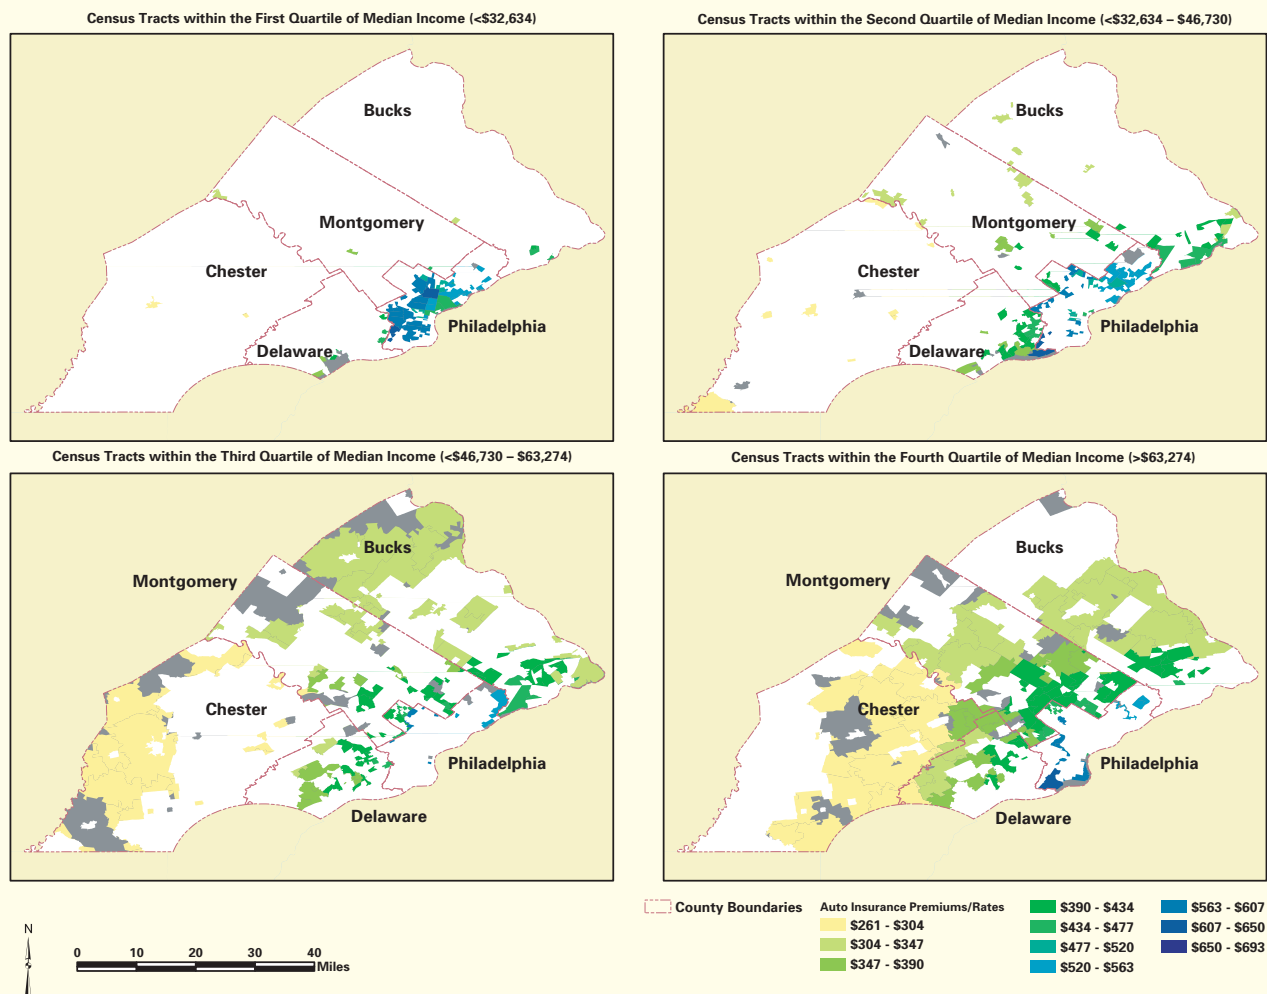 Census Tracts within the First Quartile of Median Income (<$32,634)
Bucks
Montgomery
Chester
Philadelphia
Delaware
Census Tracts within the Second Quartile of Median Income (<$32,634 – $46,730)
Bucks
Montgomery
Chester
Philadelphia
Delaware
Census Tracts within the Third Quartile of Median Income (<$46,730 – $63,274)
Bucks
Montgomery
Chester
Philadelphia
Delaware
Census Tracts within the Fourth Quartile of Median Income (>$63,274)
Bucks
Montgomery
Chester
Philadelphia
Delaware
N
0 10 20 30 40
Miles
County Boundaries
Auto Insurance Premiums/Rates
$261 - $304
$304 - $347
$347 - $390
$390 - $434
$434 - $477
$477 - $520
$520 - $563
$563 - $607
$607 - $650
$650 - $693